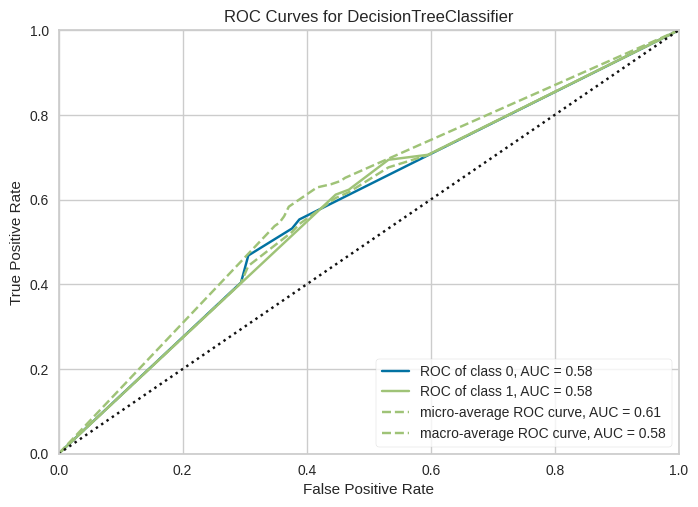 ROC Curves for DecisionTreeClassifier
1.0
0.8
0.6
0.4
0.2
0.0
True Positive Rate
ROC of class 0, AUC = 0.58
ROC of class 1, AUC = 0.58
micro-average ROC curve, AUC = 0.61
macro-average ROC curve, AUC = 0.58
0.0 0.2 0.4 0.6 0.8 1.0
False Positive Rate